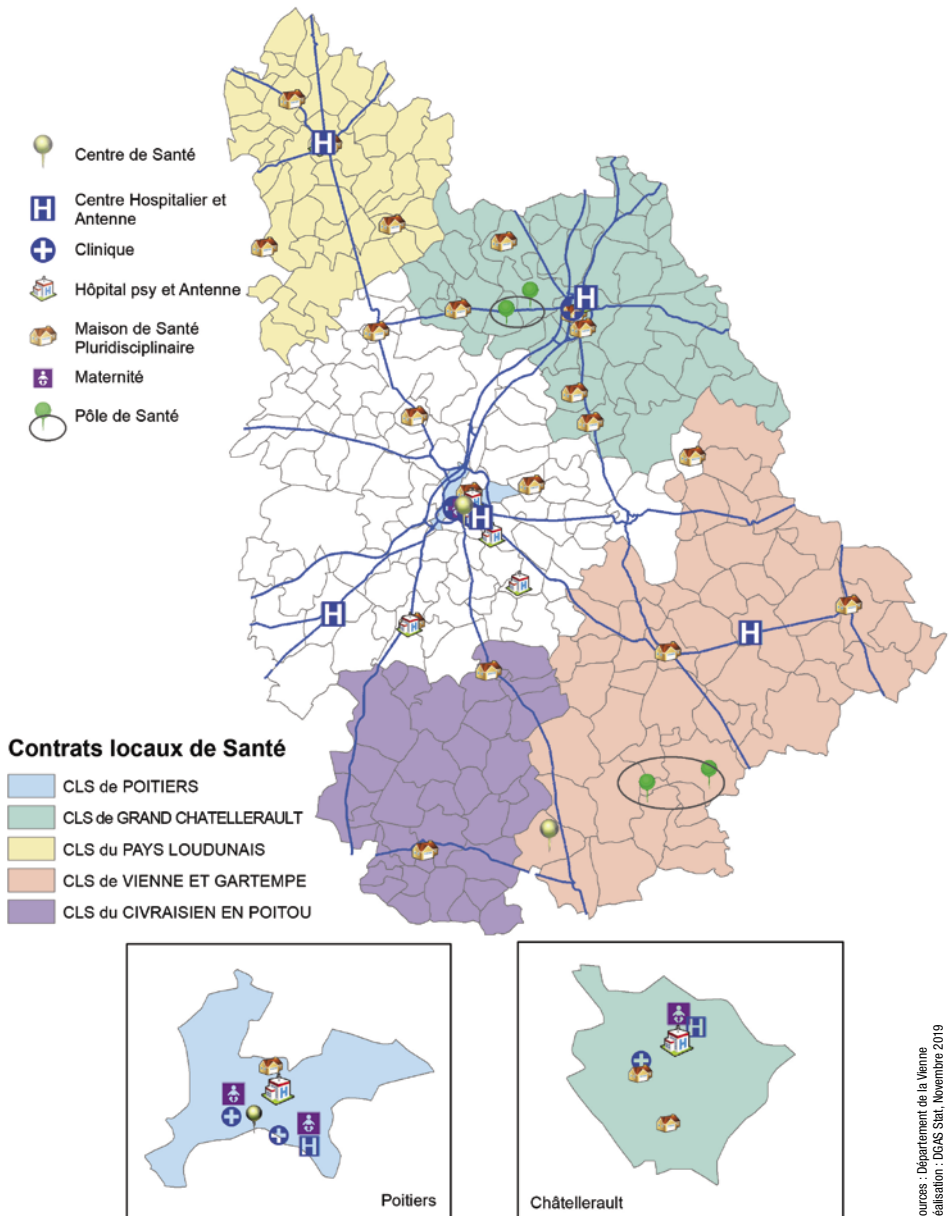 Centre de Santé
Centre Hospitalier et
Antenne
Clinique
Hôpital psy et Antenne
Maison de Santé
Pluridisciplinaire
Maternité
Pôle de Santé
Contrats locaux de Santé
CLS de POITIERS
CLS de GRAND CHATELLERAULT
CLS du PAYS LOUDUNAIS
CLS de VIENNE ET GARTEMPE
CLS du CIVRAISIEN EN POITOU
Poitiers
Châtellerault
ources : Département de la Vienne
éalisation : DGAS Stat, Novembre 2019